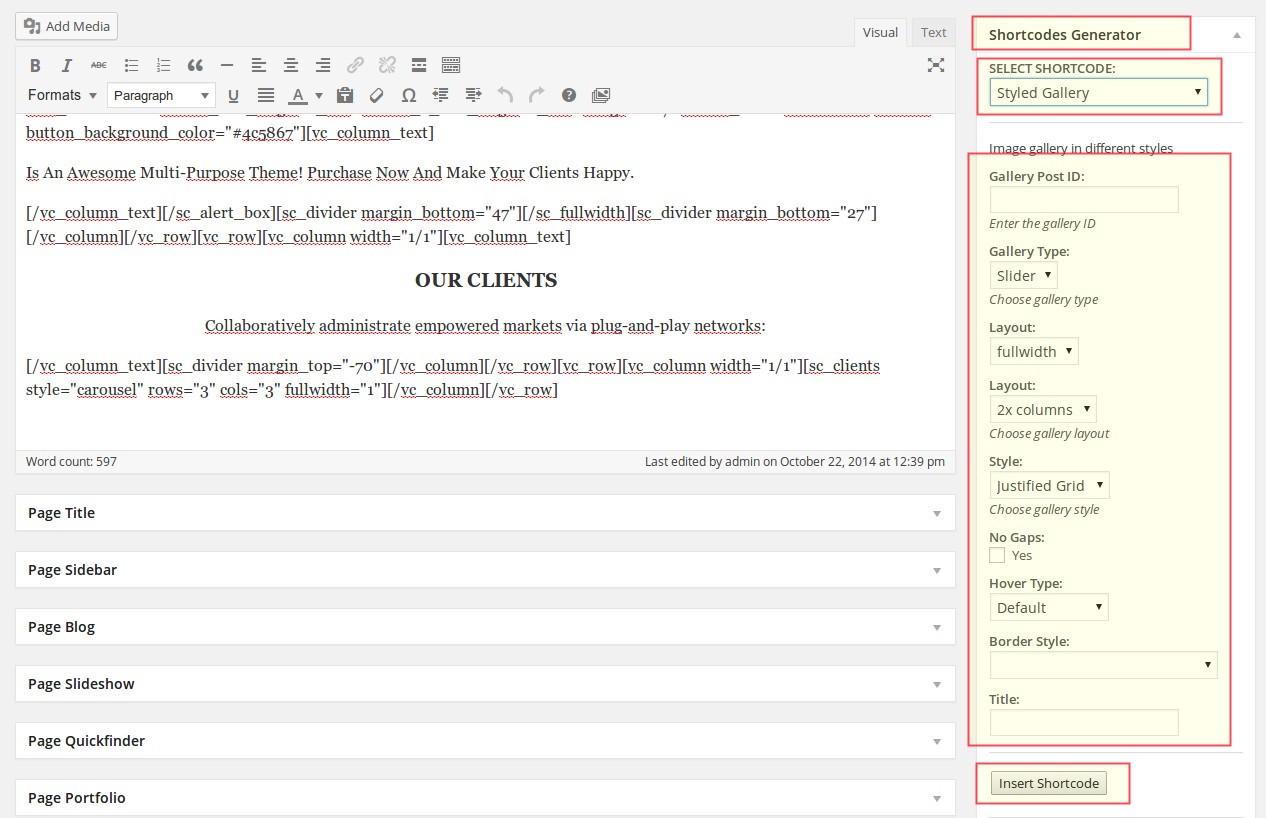 Add Media
Visual
Text
B I ABC
Formats
Paragraph
U A T Ω ?
button_background_color="#4c5867"][vc_column_text]
Is An Awesome Multi-Purpose Theme! Purchase Now And Make Your Clients Happy.
[/vc_column_text][/sc_alert_box][sc_divider margin_bottom="47"][/sc_fullwidth][sc_divider margin_bottom="27"]
[/vc_column][/vc_row][vc_row][vc_column width="1/1"][vc_column_text]
OUR CLIENTS
Collaboratively administrate empowered markets via plug-and-play networks:
[/vc_column_text][sc_divider margin_top="-70"][/vc_column][/vc_row][vc_row][vc_column width="1/1"][sc_clients
style="carousel" rows="3" cols="3" fullwidth="1"][/vc_column][/vc_row]
Word count: 597
Last edited by admin on October 22, 2014 at 12:39 pm
Page Title
Page Sidebar
Page Blog
Page Slideshow
Page Quickfinder
Page Portfolio
Shortcodes Generator
SELECT SHORTCODE:
Styled Gallery
Image gallery in different styles
Gallery Post ID:
Enter the gallery ID
Gallery Type:
Slider
Choose gallery type
Layout:
fullwidth
Layout:
2x columns
Choose gallery layout
Style:
Justified Grid
Choose gallery style
No Gaps:
Yes
Hover Type:
Default
Border Style:
Title:
Insert Shortcode